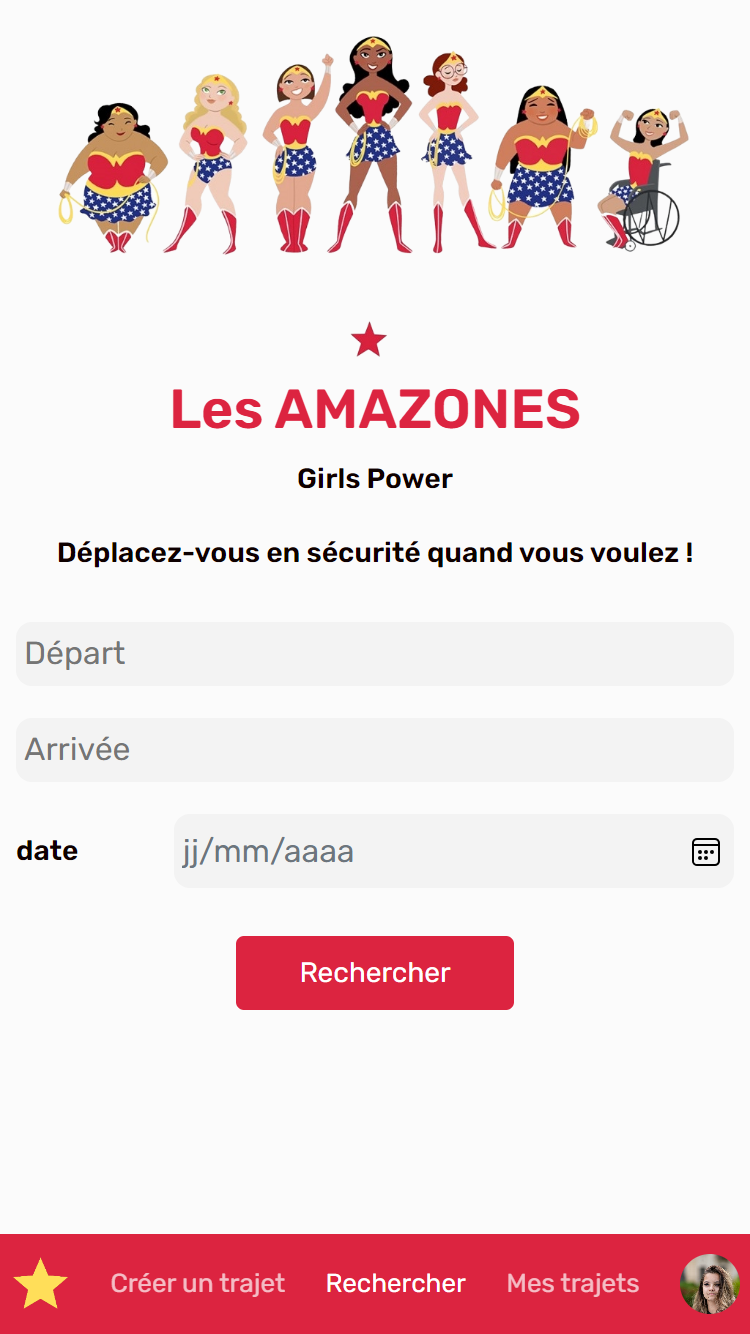 Les AMAZONES
Girls Power
Déplacez-vous en sécurité quand vous voulez !
Départ
Arrivée
date
jj/mm/aaaa
Rechercher
Créer un trajet Rechercher Mes trajets